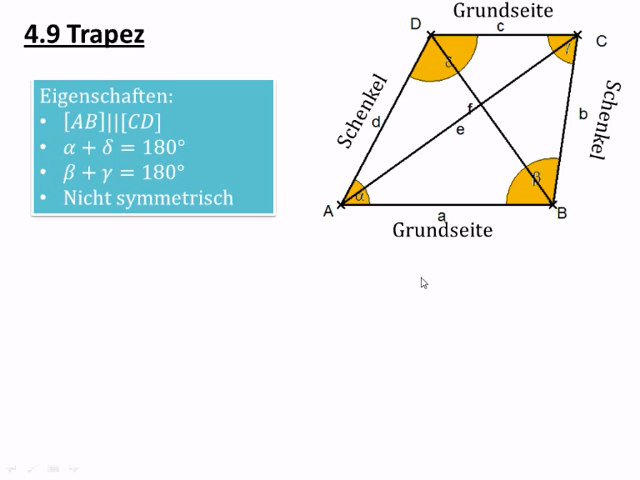 4.9 Trapez
Eigenschaften:
• [AB]||[CD]
• α + δ = 180°
• β + γ = 180°
• Nicht symmetrisch
Grundseite
D
c
C
δ
γ
Schenkel
d
f
e
b
Schenkel
A
α
β
B
a
Grundseite